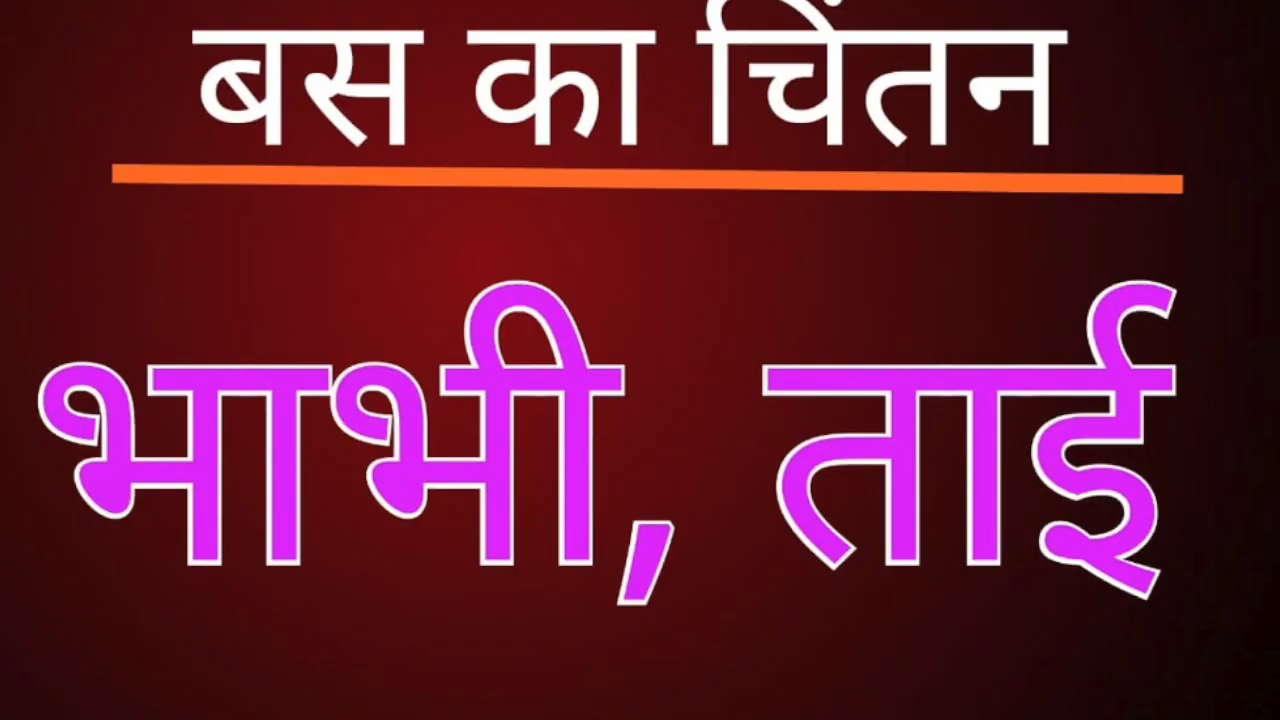 बस का चिंतन
भाभी, ताई